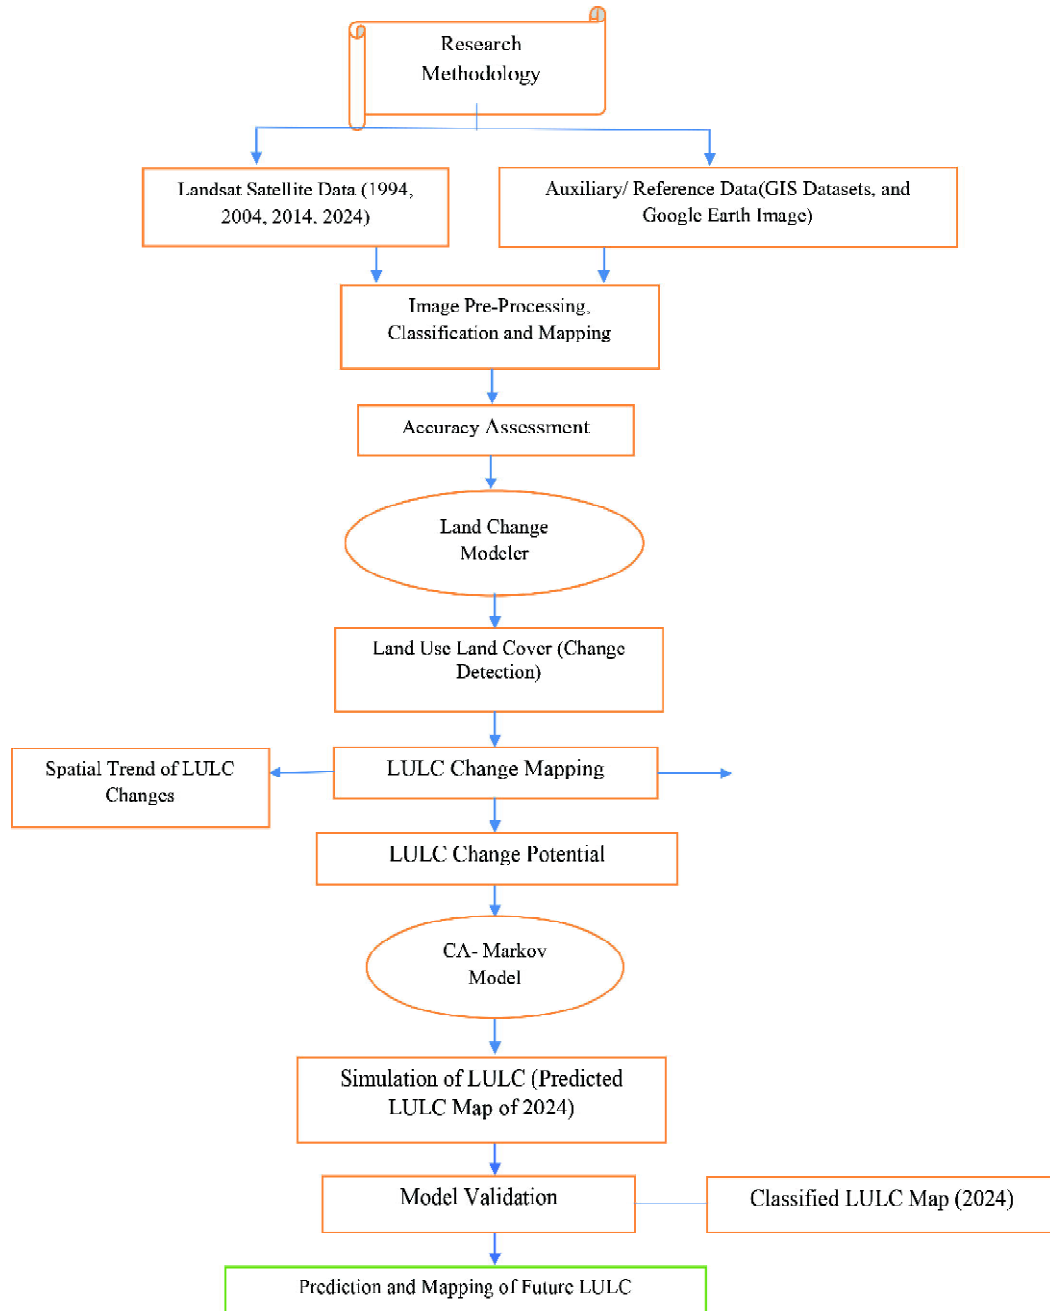 Research
Methodology
Landsat Satellite Data (1994,
2004, 2014, 2024)
Auxiliary/ Reference Data(GIS Datasets, and
Google Earth Image)
Image Pre-Processing,
Classification and Mapping
Accuracy Assessment
Land Change
Modeler
Land Use Land Cover (Change
Detection)
Spatial Trend of LULC
Changes
LULC Change Mapping
LULC Change Potential
CA- Markov
Model
Simulation of LULC (Predicted
LULC Map of 2024)
Model Validation
Classified LULC Map (2024)
Prediction and Mapping of Future LULC